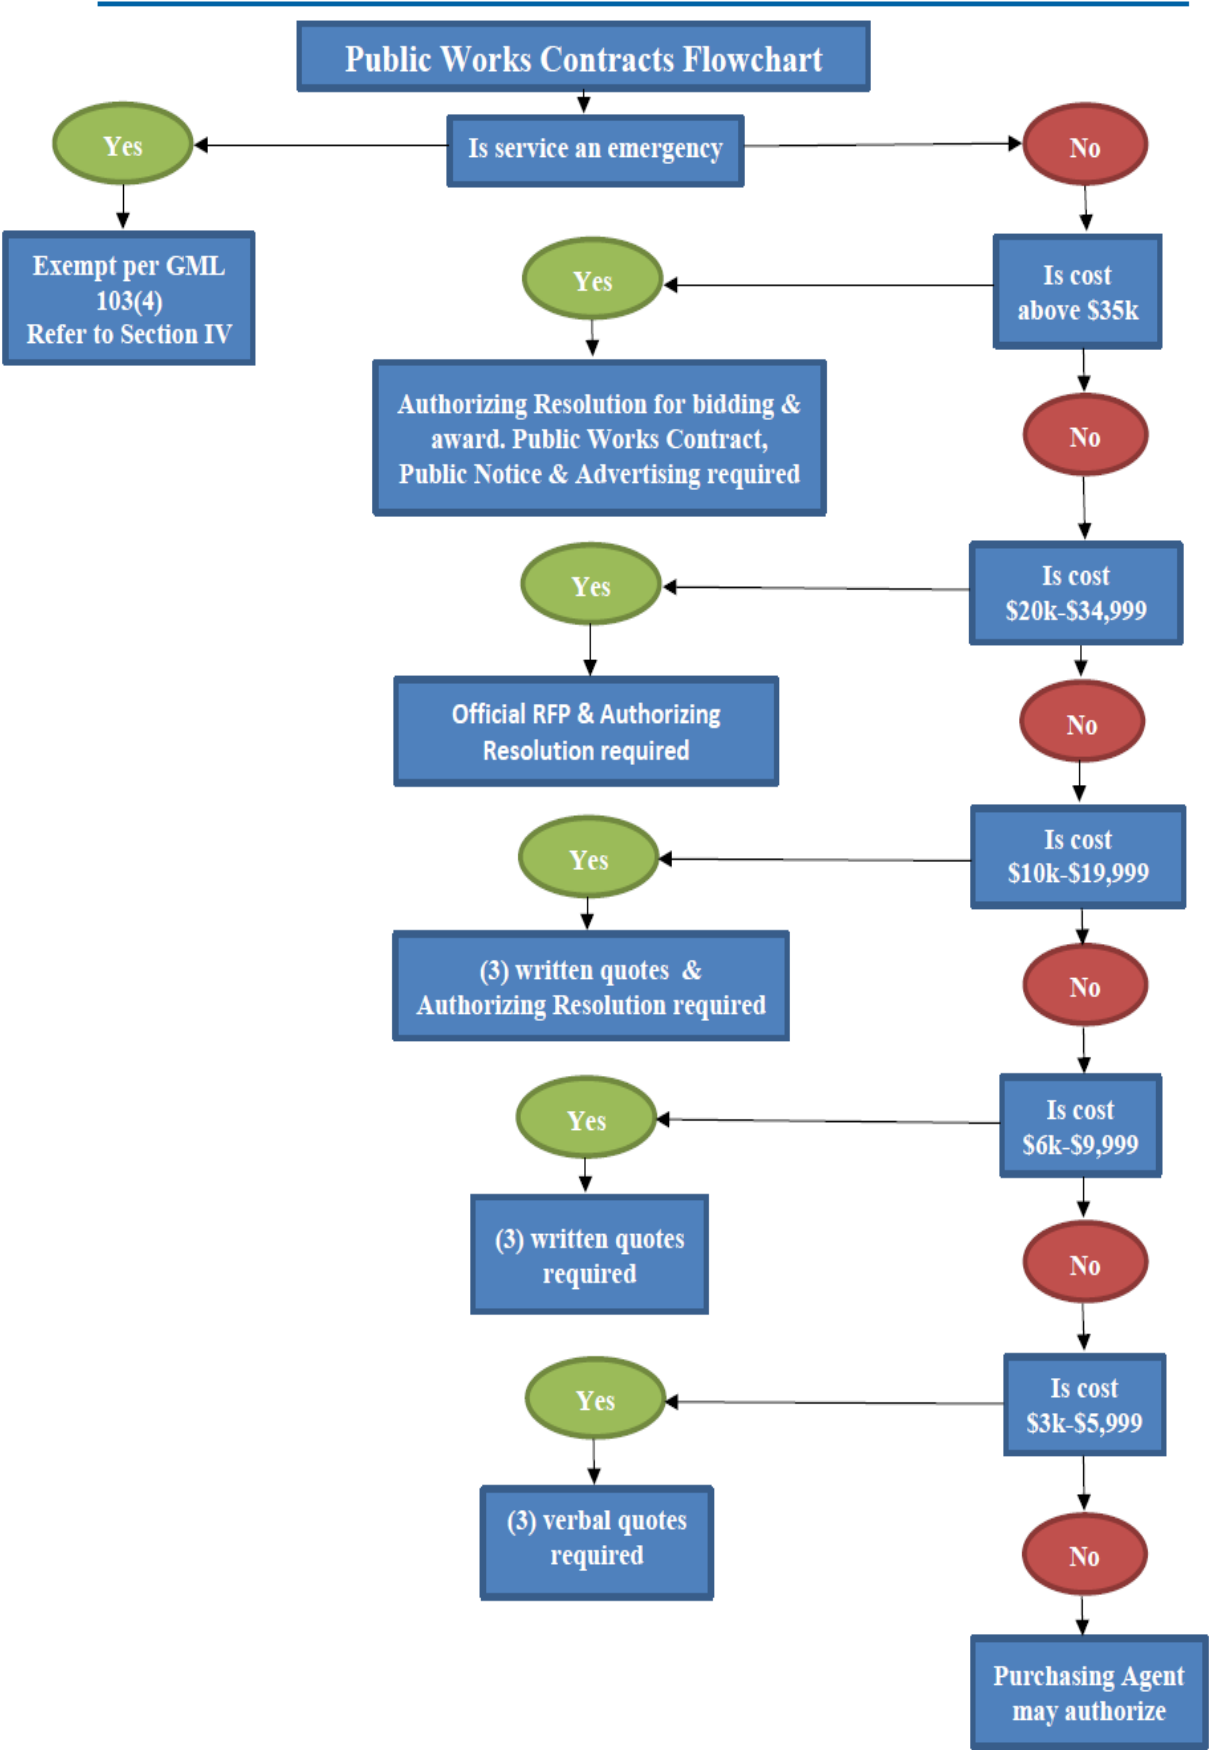 Public Works Contracts Flowchart
Yes
Is service an emergency
No
Exempt per GML
103(4)
Refer to Section IV
Yes
Is cost
above $35k
Authorizing Resolution for bidding &
award. Public Works Contract,
Public Notice & Advertising required
No
Yes
Is cost
$20k-$34,999
Official RFP & Authorizing
Resolution required
No
Yes
Is cost
$10k-$19,999
(3) written quotes &
Authorizing Resolution required
No
Yes
Is cost
$6k-$9,999
(3) written quotes
required
No
Yes
Is cost
$3k-$5,999
(3) verbal quotes
required
No
Purchasing Agent
may authorize